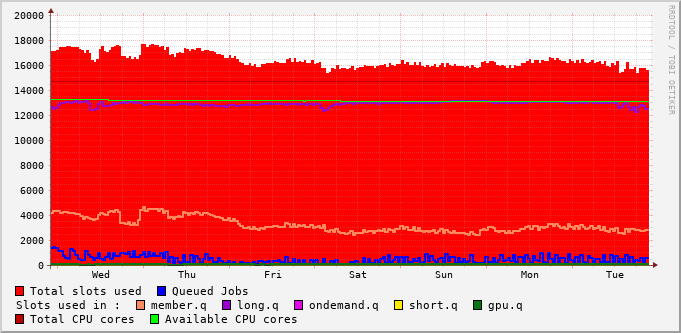 20000
18000
16000
14000
12000
10000
8000
6000
4000
2000
0
Wed Thu Fri Sat Sun Mon Tue
RRDTOOL / TOBI OETIKER
Total slots used Queued Jobs
Slots used in : member.q long.q ondemand.q short.q gpu.q
Total CPU cores Available CPU cores